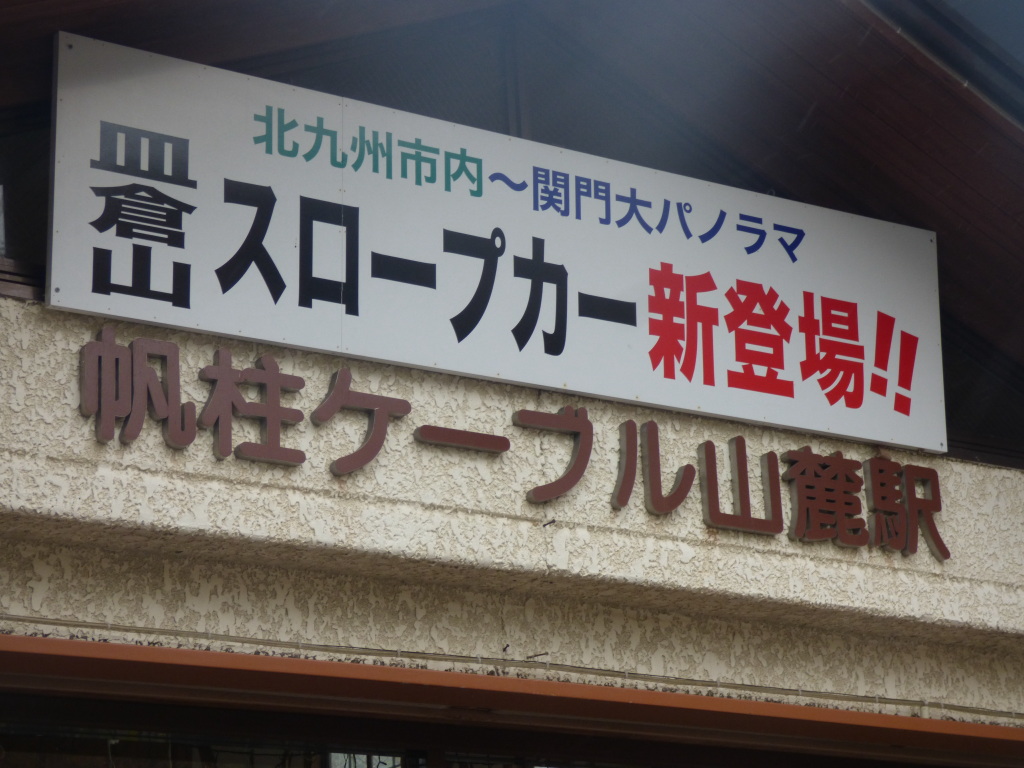 北九州市内～関門大パノラマ
皿倉山スロープカー新登場!!
帆柱ケーブル山麓駅